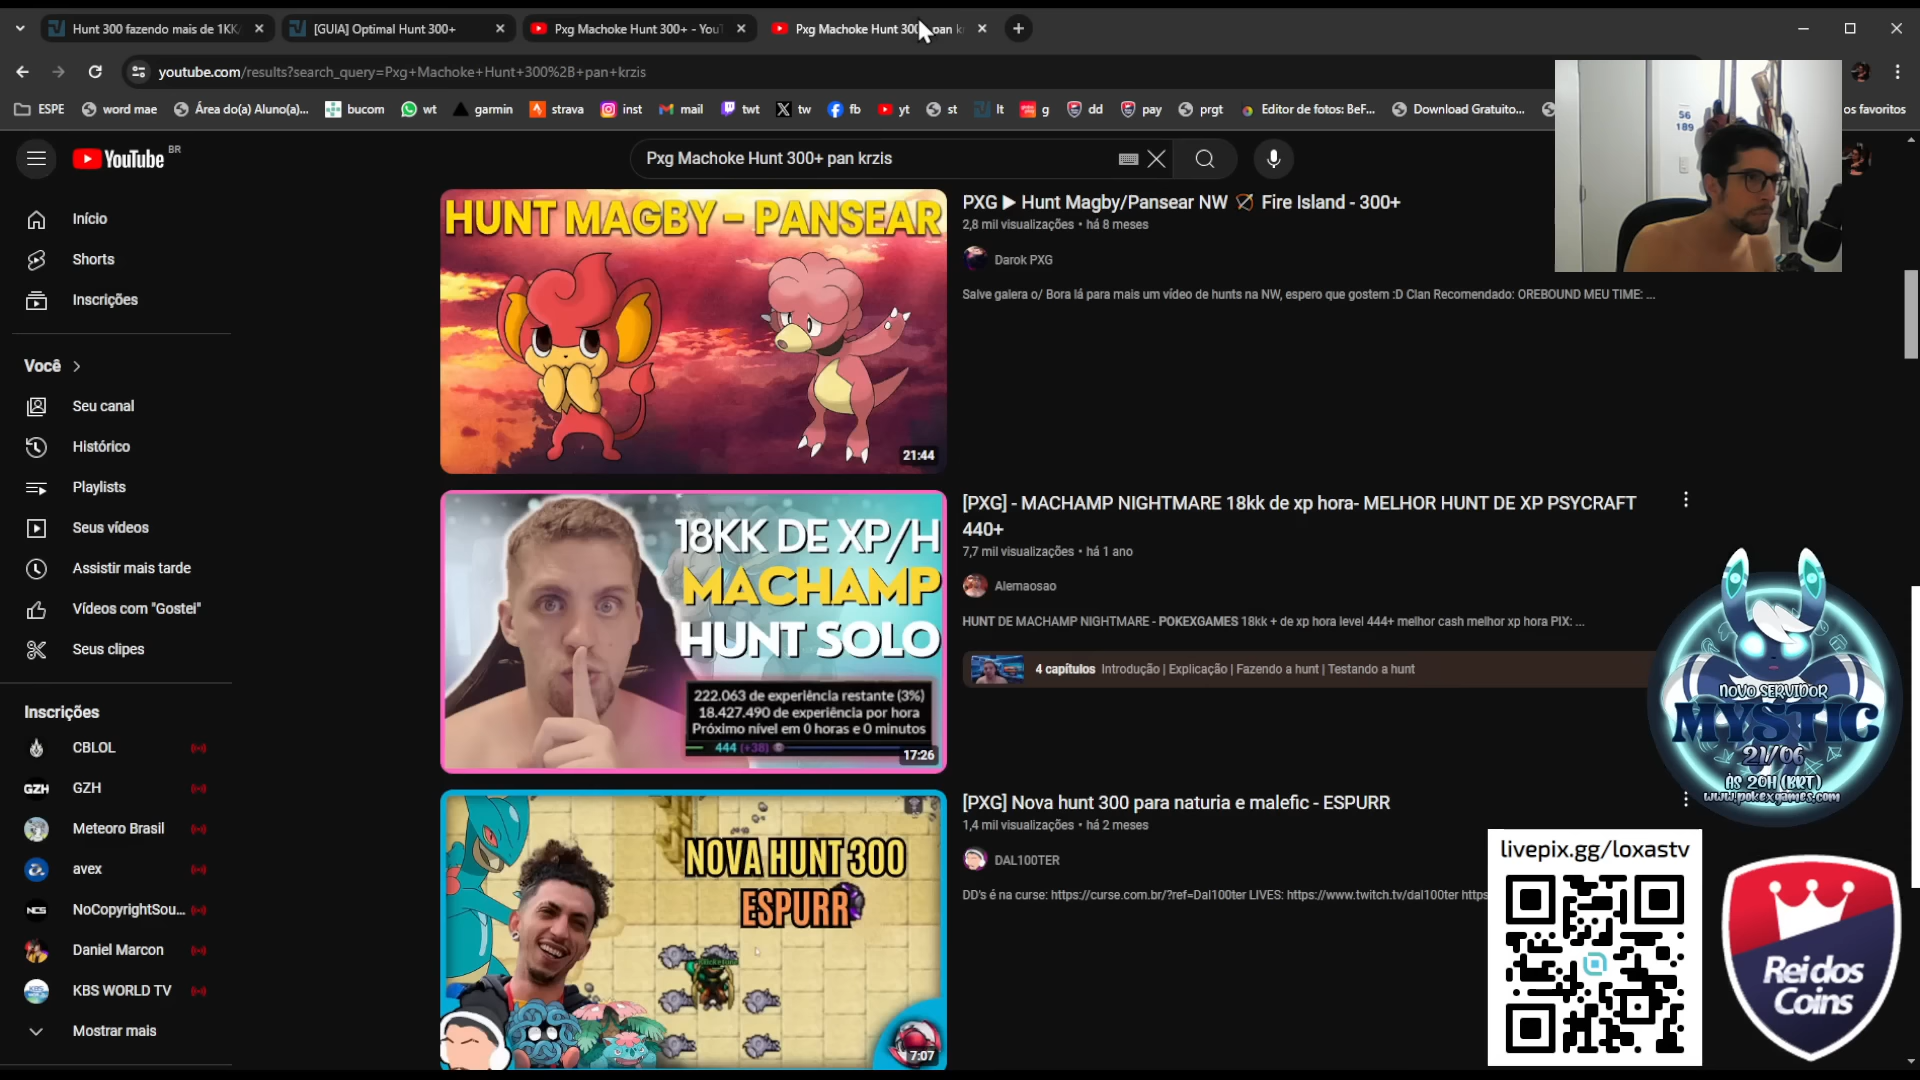 Hunt 300 fazendo mais de 1KK
[GUIA] Optimal Hunt 300+
Pxg Machoke Hunt 300+ - YouT
Pxg Machoke Hunt 300 pan kr
youtube.com/results?search_query=Pxg+Machoke+Hunt+300%2B+pan+krzis
ESPE
word mae
Área do(a) Aluno(a)...
bucom
wt
garmin
strava
inst
mail
twt
tw
fb
yt
st
lt
g
dd
pay
prgt
Editor de fotos: BeF...
Download Gratuito...
os favoritos
YouTube BR
Pxg Machoke Hunt 300+ pan krzis
56
189
Início
Shorts
Inscrições
Você
Seu canal
Histórico
Playlists
Seus vídeos
Assistir mais tarde
Vídeos com "Gostei"
Seus clipes
Inscrições
CBLOL
GZH
GZH
Meteoro Brasil
avex
NCS
NoCopyrightSou...
Daniel Marcon
KBS WORLD TV
Mostrar mais
HUNT MAGBY - PANSEAR
21:44
PXG ▶ Hunt Magby/Pansear NW 🏹 Fire Island - 300+
2,8 mil visualizações • há 8 meses
Darok PXG
Salve galera o/ Bora lá para mais um vídeo de hunts na NW, espero que gostem :D Clan Recomendado: OREBOUND MEU TIME: ...
18KK DE XP/H
MACHAMP
HUNT SOLO
222.063 de experiência restante (3%)
18.427.490 de experiência por hora
Próximo nível em 0 horas e 0 minutos
444 (+38)
17:26
[PXG] - MACHAMP NIGHTMARE 18kk de xp hora- MELHOR HUNT DE XP PSYCRAFT
440+
7,7 mil visualizações • há 1 ano
Alemaosao
HUNT DE MACHAMP NIGHTMARE - POKEXGAMES 18kk + de xp hora level 444+ melhor cash melhor xp hora PIX: ...
4 capítulos Introdução | Explicação | Fazendo a hunt | Testando a hunt
NOVA HUNT 300
ESPURR
7:07
[PXG] Nova hunt 300 para naturia e malefic - ESPURR
1,4 mil visualizações • há 2 meses
DAL100TER
DD's é na curse: https://curse.com.br/?ref=Dal100ter LIVES: https://www.twitch.tv/dal100ter https
NOVO SERVIDOR
MYSTIC
21/06
ÀS 20H (BRT)
www.pokexgames.com
livepix.gg/loxastv
Rei dos
Coins